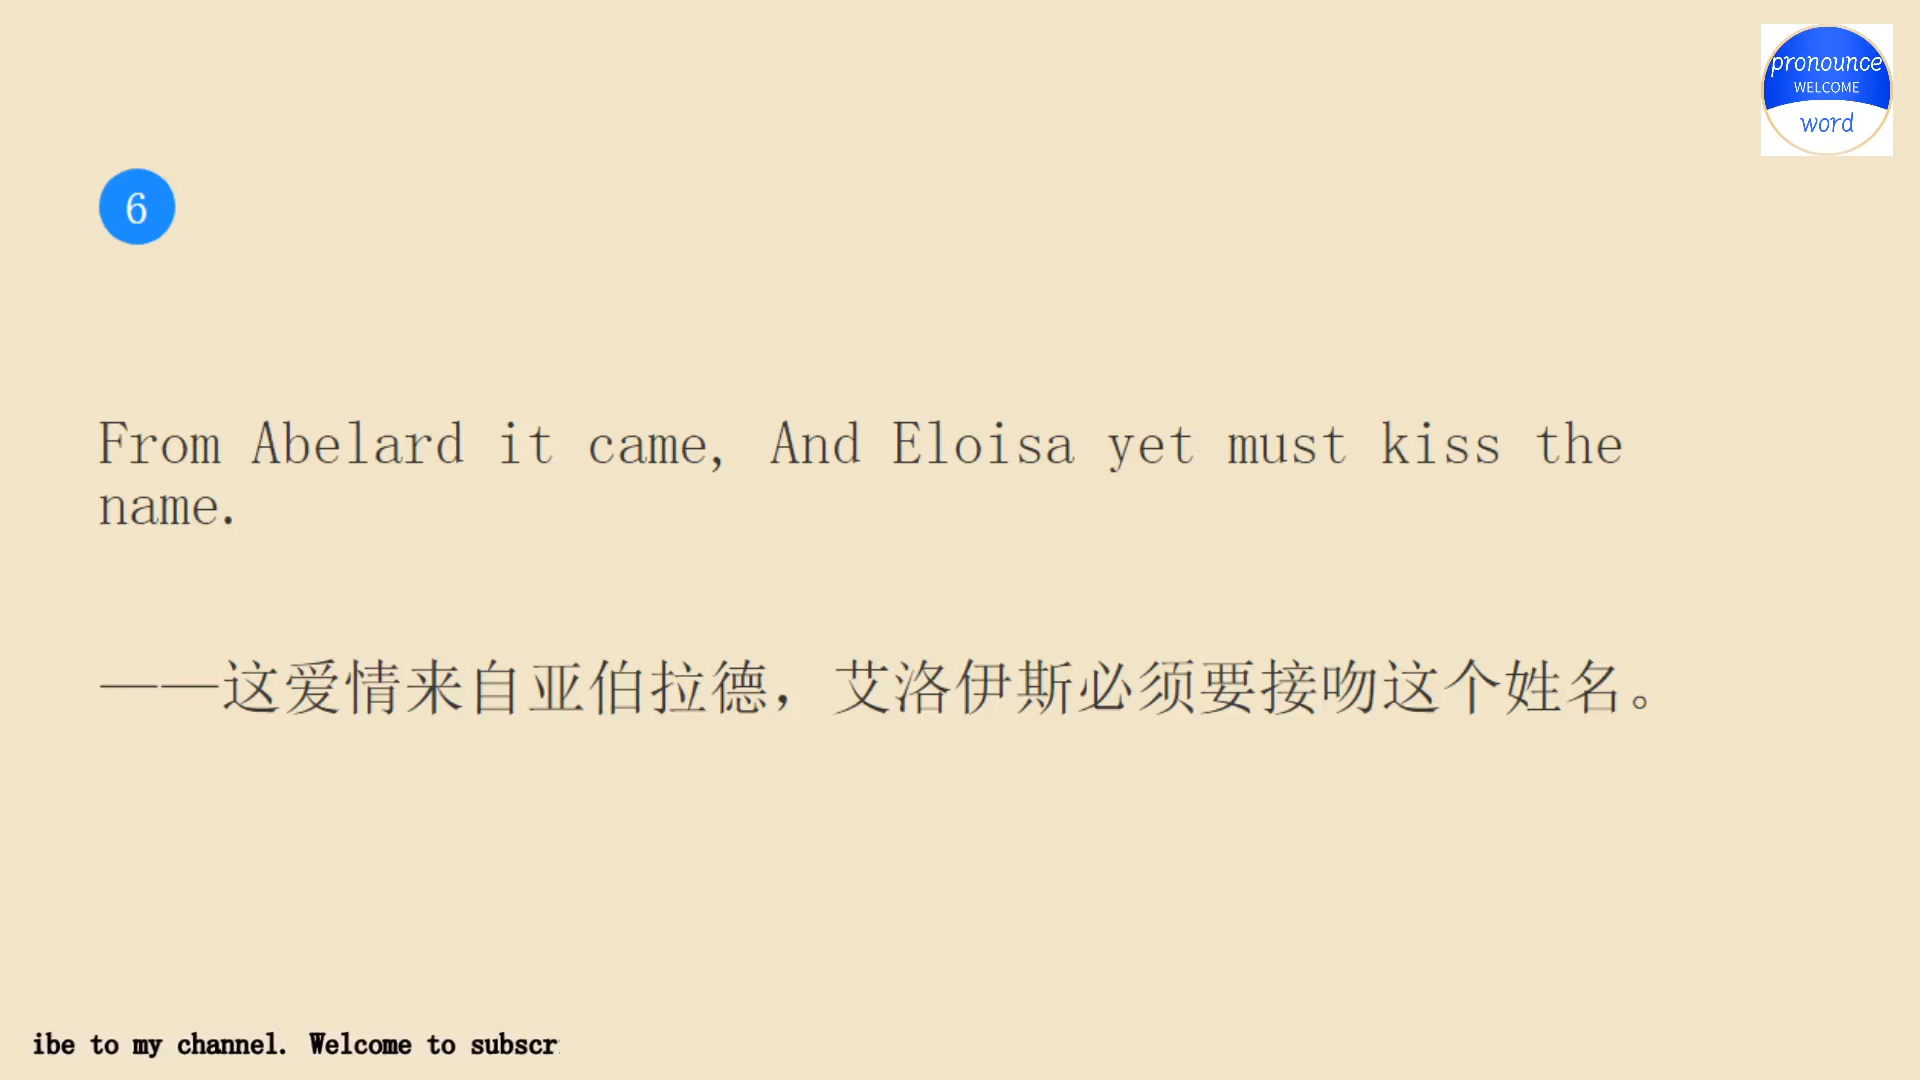 pronounce
WELCOME
word
6
From Abelard it came, And Eloisa yet must kiss the
name.
——这爱情来自亚伯拉德，艾洛伊斯必须要接吻这个姓名。
ibe to my channel. Welcome to subscr